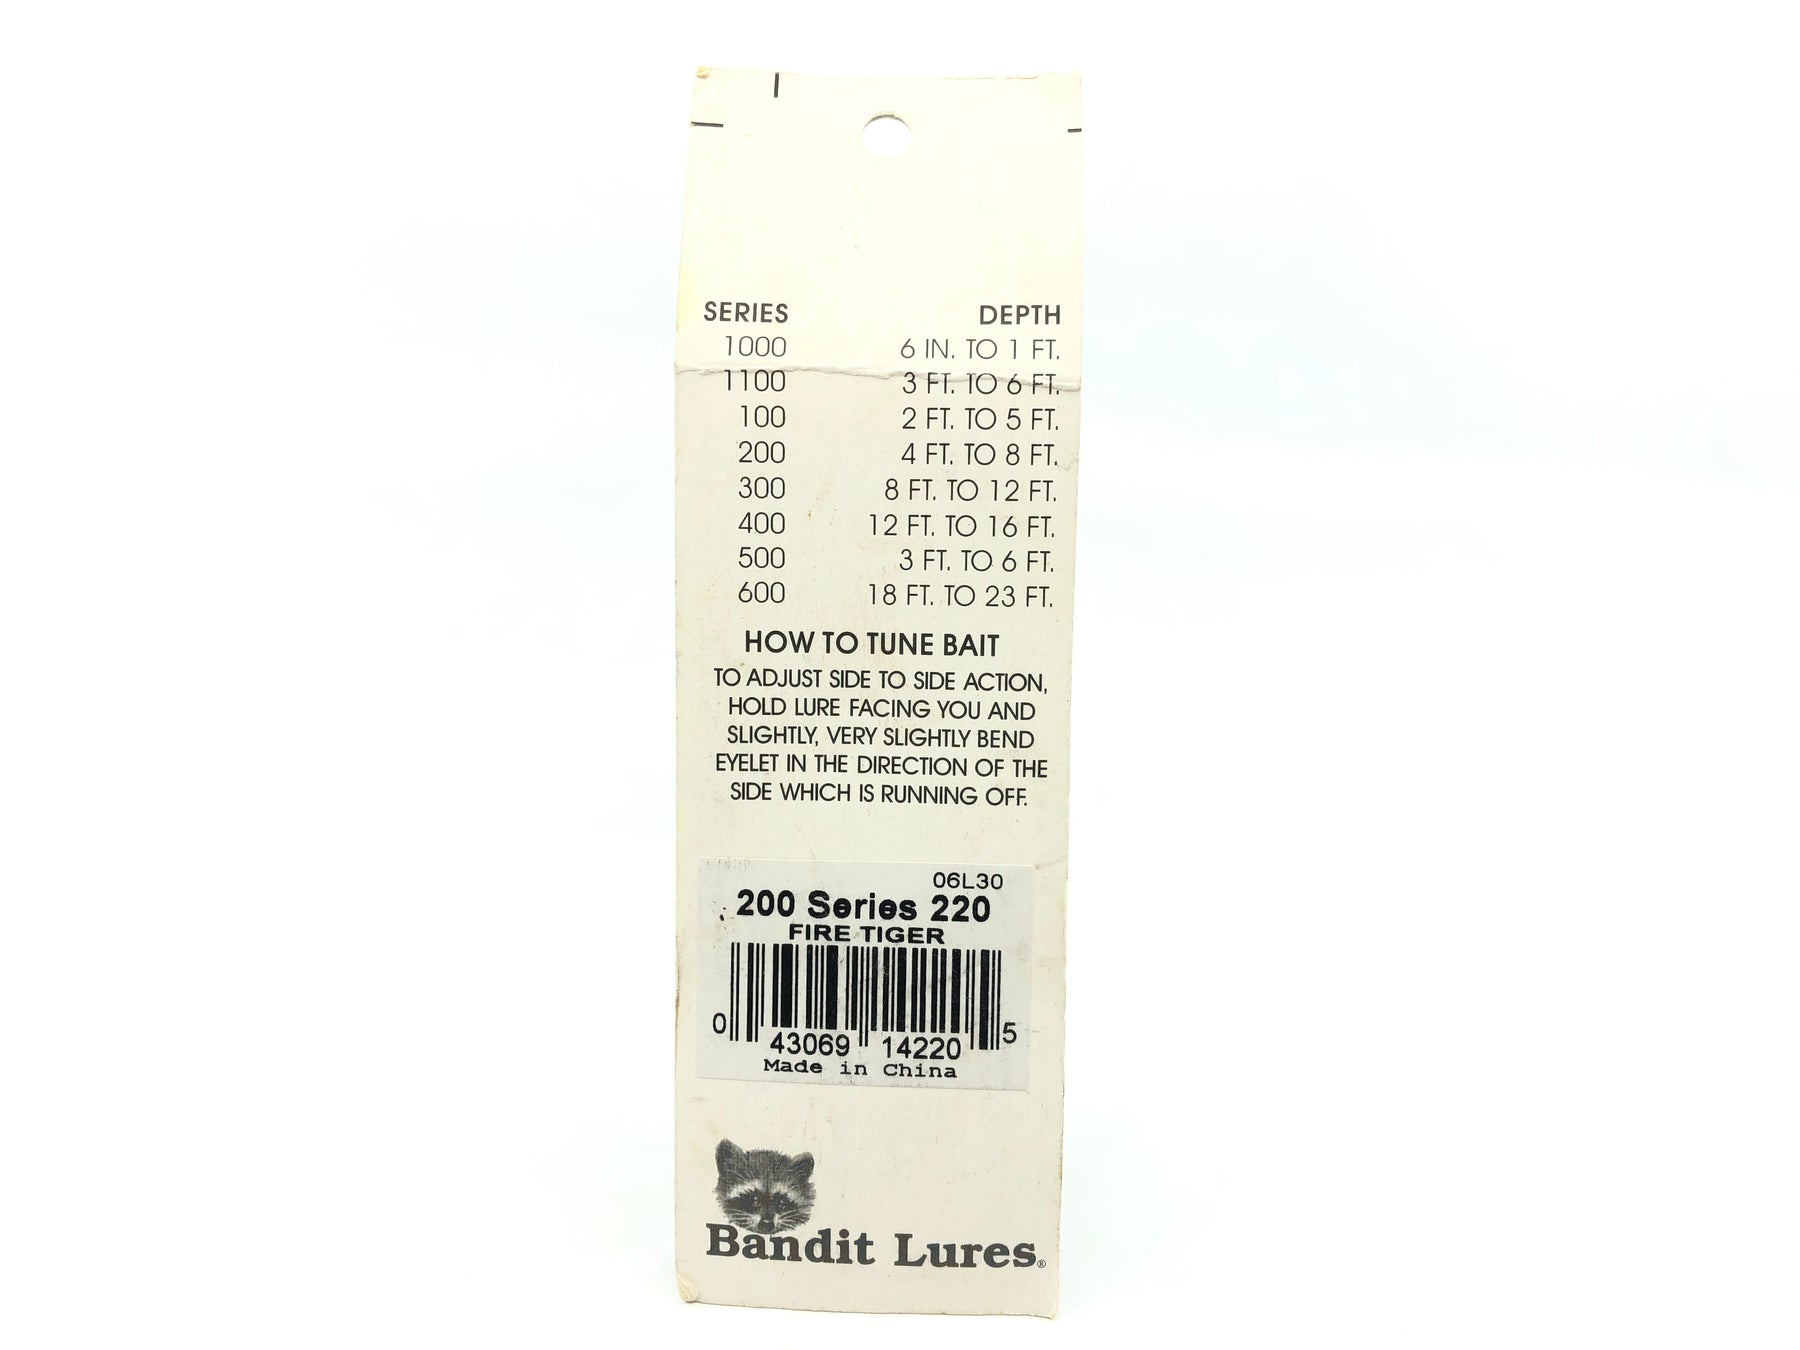 SERIES DEPTH
1000 6 IN. TO 1 FT.
1100 3 FT. TO 6 FT.
100 2 FT. TO 5 FT.
200 4 FT. TO 8 FT.
300 8 FT. TO 12 FT.
400 12 FT. TO 16 FT.
500 3 FT. TO 6 FT.
600 18 FT. TO 23 FT.
HOW TO TUNE BAIT
TO ADJUST SIDE TO SIDE ACTION,
HOLD LURE FACING YOU AND
SLIGHTLY, VERY SLIGHTLY BEND
EYELET IN THE DIRECTION OF THE
SIDE WHICH IS RUNNING OFF.
06L30
200 Series 220
FIRE TIGER
0 43069 14220 5
Made in China
Bandit Lures®